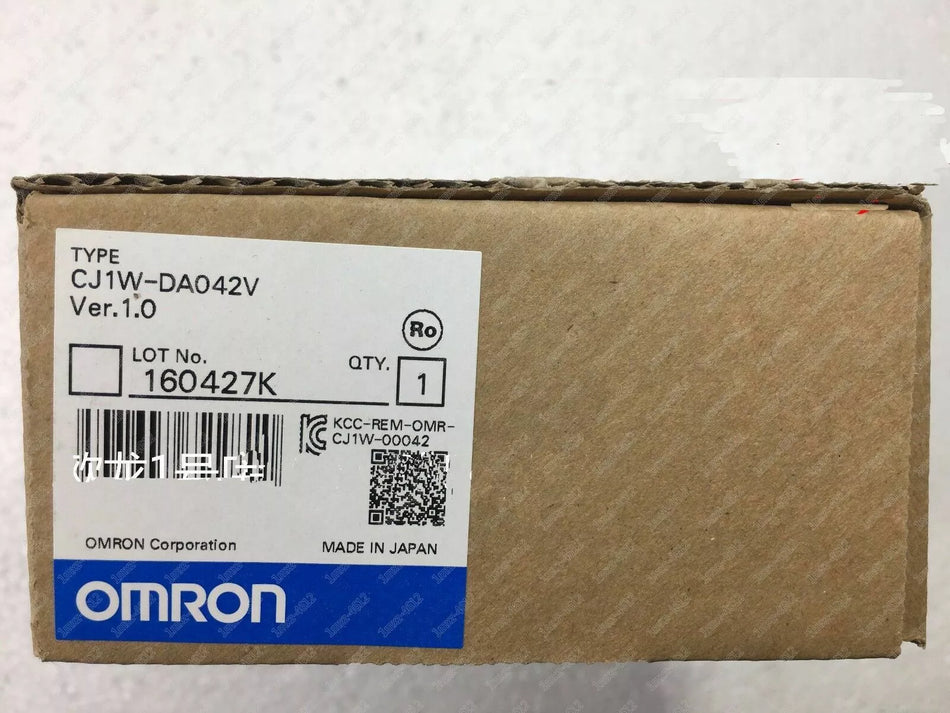 TYPE
CJ1W-DA042V
Ver.1.0
Ro
LOT No.
160427K
QTY.
1
KCC-REM-OMR-
CJ1W-00042
OMRON Corporation
MADE IN JAPAN
OMRON